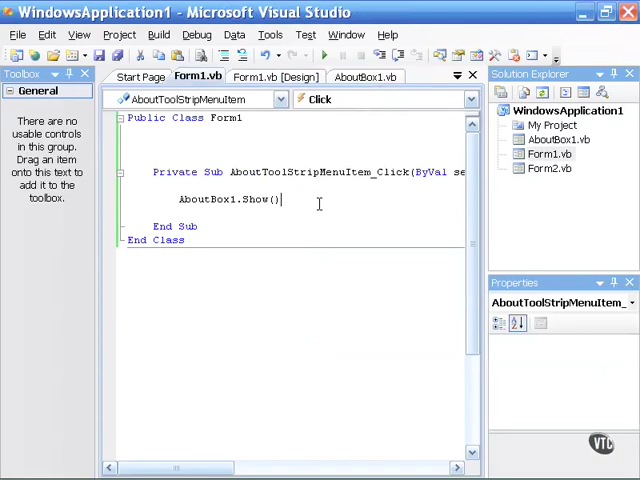 WindowsApplication1 - Microsoft Visual Studio
File Edit View Project Build Debug Data Tools Test Window Help
Toolbox
General
There are no
usable controls
in this group.
Drag an item
onto this text to
add it to the
toolbox.
Start Page Form1.vb Form1.vb [Design] AboutBox1.vb
AboutToolStripMenuItem Click
Public Class Form1
Private Sub AboutToolStripMenuItem_Click(ByVal se
AboutBox1.Show()
End Sub
End Class
Solution Explorer
WindowsApplication1
My Project
AboutBox1.vb
Form1.vb
Form2.vb
Properties
AboutToolStripMenuItem_
VTC